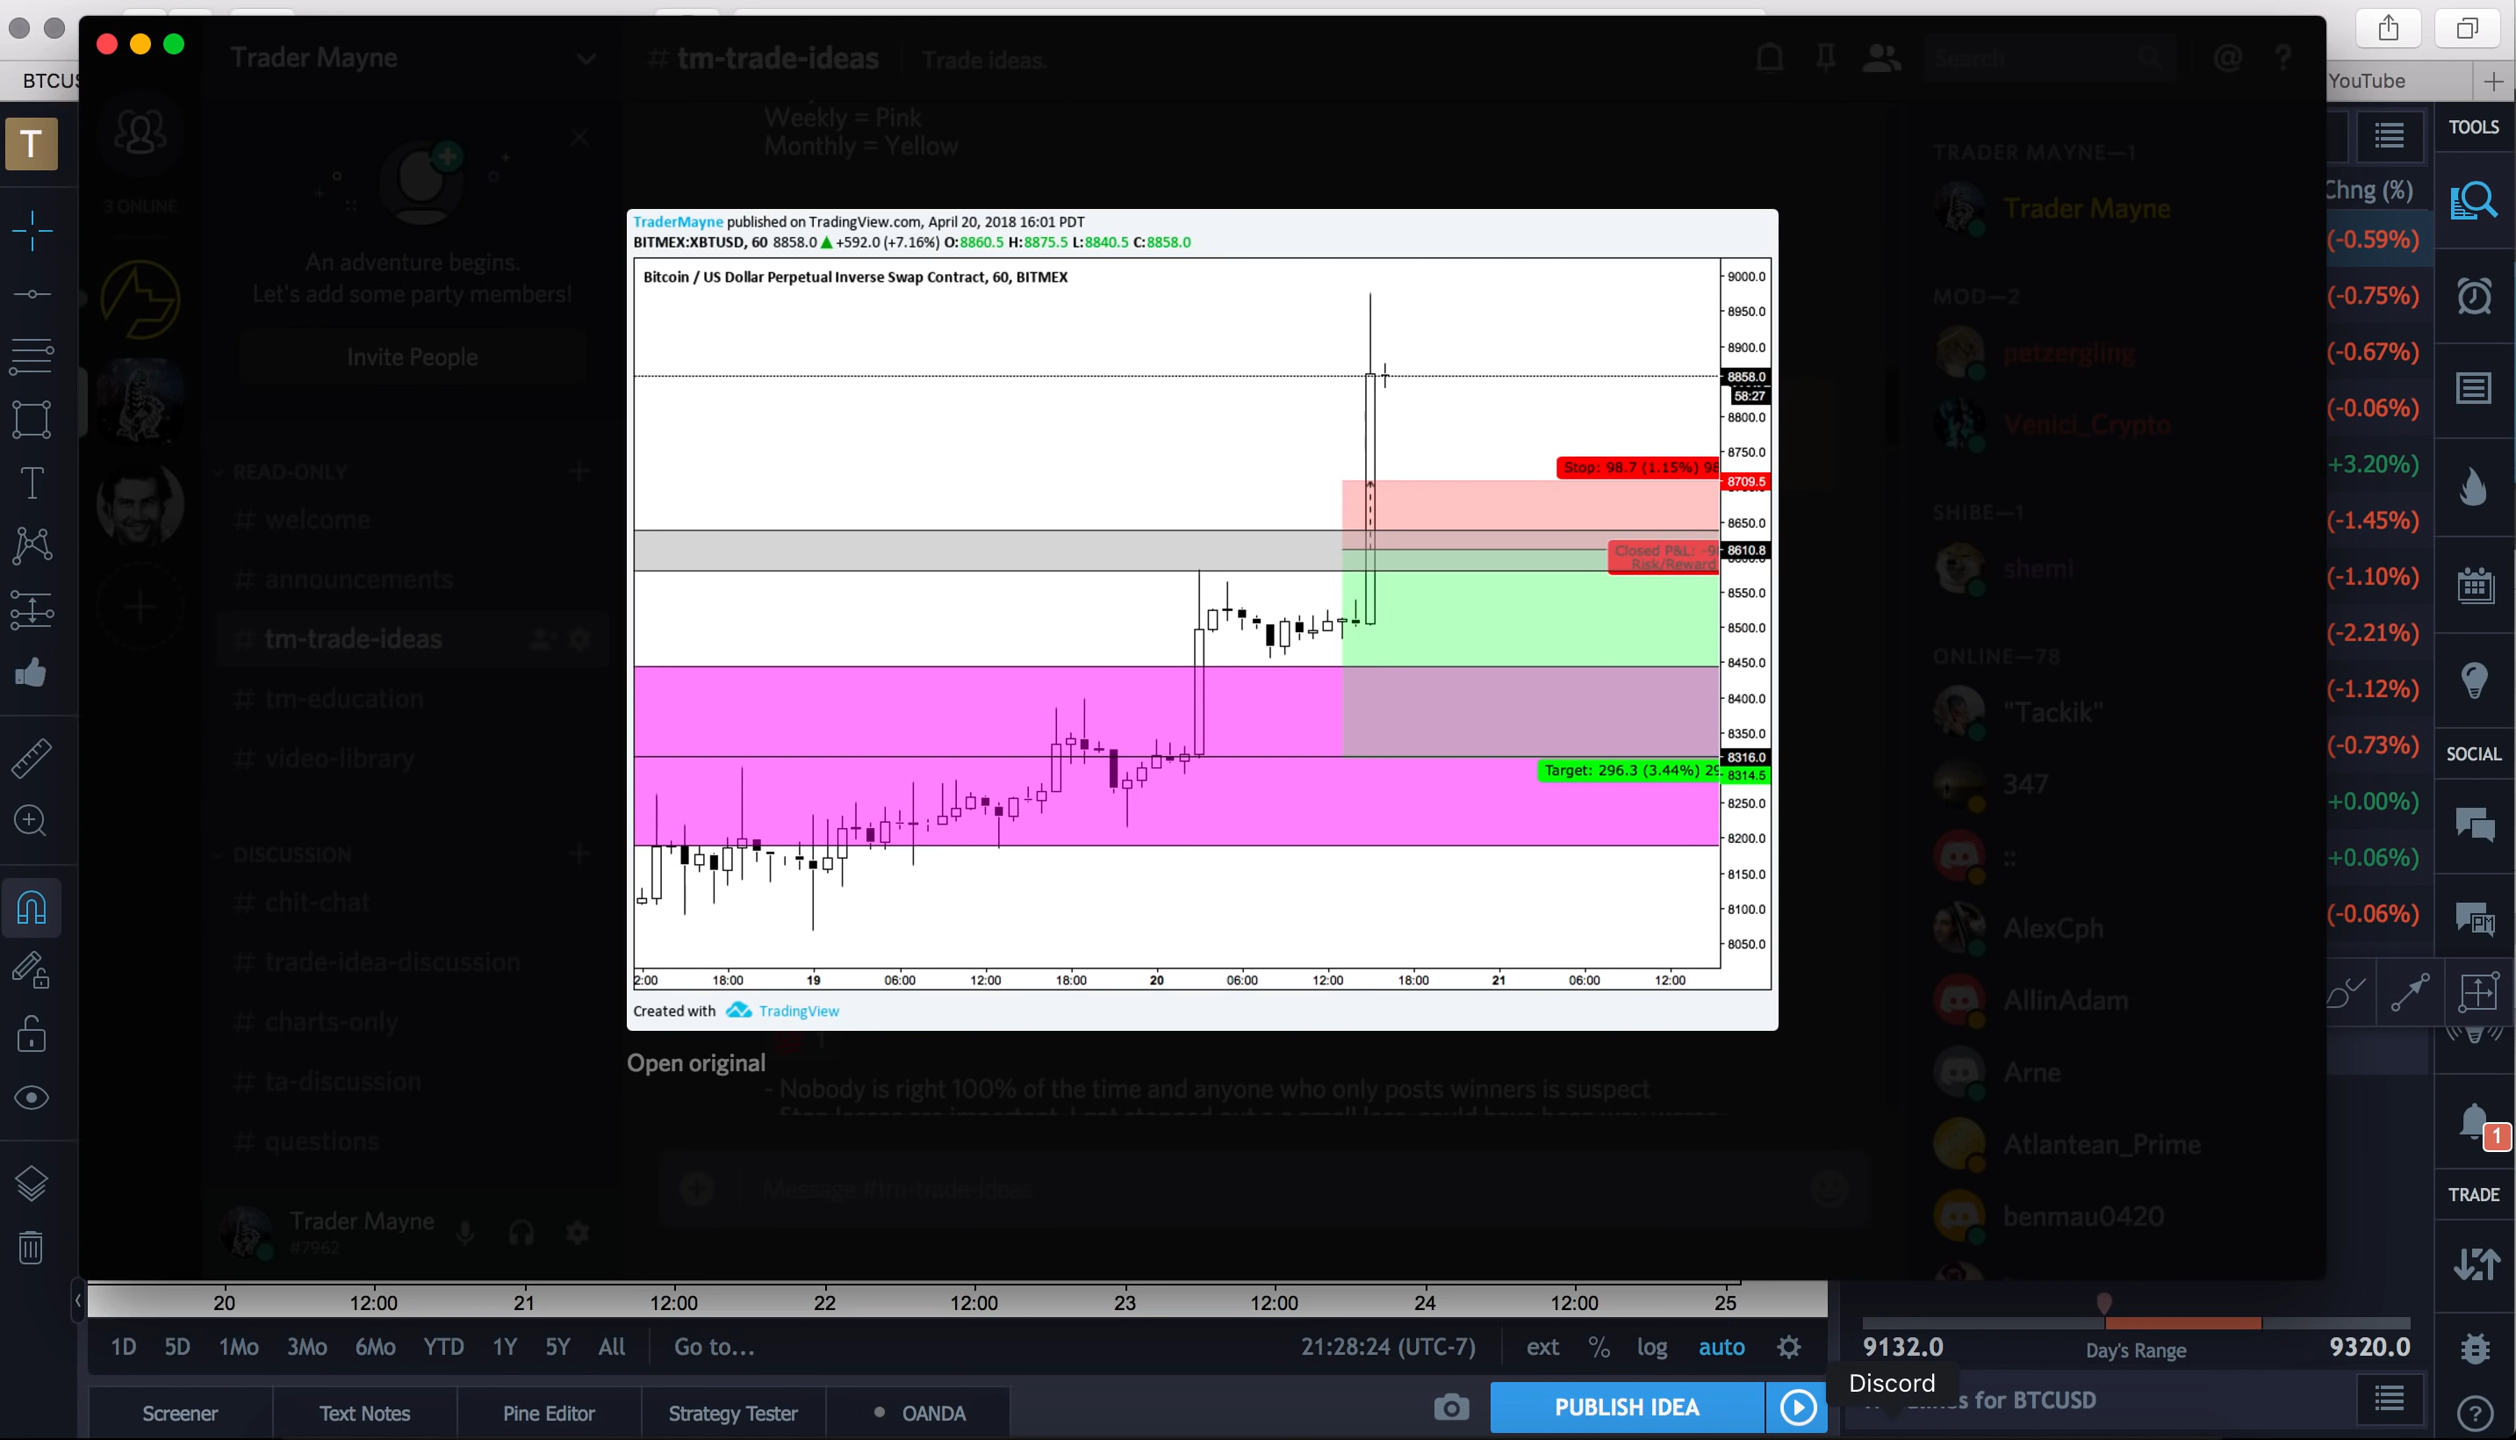 BTCUS
YouTube
T
Trader Mayne
# tm-trade-ideas
Trade ideas.
Search
Weekly = Pink
Monthly = Yellow
3 ONLINE
An adventure begins.
Let's add some party members!
Invite People
READ-ONLY
# welcome
# announcements
# tm-trade-ideas
# tm-education
# video-library
DISCUSSION
# chit-chat
# trade-idea-discussion
# charts-only
# ta-discussion
# questions
Trader Mayne
#7962
TraderMayne published on TradingView.com, April 20, 2018 16:01 PDT
BITMEX:XBTUSD, 60 8858.0 ▲ +592.0 (+7.16%) O:8860.5 H:8875.5 L:8840.5 C:8858.0
Bitcoin / US Dollar Perpetual Inverse Swap Contract, 60, BITMEX
9000.0
8950.0
8900.0
8858.0
58:27
8800.0
8750.0
Stop: 98.7 (1.15%) 98
8709.5
8650.0
Closed P&L: -9
8610.8
Risk/Reward
8550.0
8500.0
8450.0
8400.0
8350.0
8316.0
Target: 296.3 (3.44%) 29
8314.5
8250.0
8200.0
8150.0
8100.0
8050.0
2:00 18:00 19 06:00 12:00 18:00 20 06:00 12:00 18:00 21 06:00 12:00
Created with TradingView
Open original
1
- Nobody is right 100% of the time and anyone who only posts winners is suspect
Message #tm-trade-ideas
TRADER MAYNE—1
Trader Mayne
MOD—2
petzergling
Venici_Crypto
SHIBE—1
shemi
ONLINE—78
"Tackik"
347
::
AlexCph
AllinAdam
Arne
Atlantean_Prime
benmau0420
Chng (%)
(-0.59%)
(-0.75%)
(-0.67%)
(-0.06%)
+3.20%)
(-1.45%)
(-1.10%)
(-2.21%)
(-1.12%)
(-0.73%)
+0.00%)
+0.06%)
(-0.06%)
TOOLS
SOCIAL
1
TRADE
20 12:00 21 12:00 22 12:00 23 12:00 24 12:00 25
1D 5D 1Mo 3Mo 6Mo YTD 1Y 5Y All Go to... 21:28:24 (UTC-7) ext % log auto
9132.0 Day's Range 9320.0
Discord
s for BTCUSD
Screener Text Notes Pine Editor Strategy Tester OANDA
PUBLISH IDEA